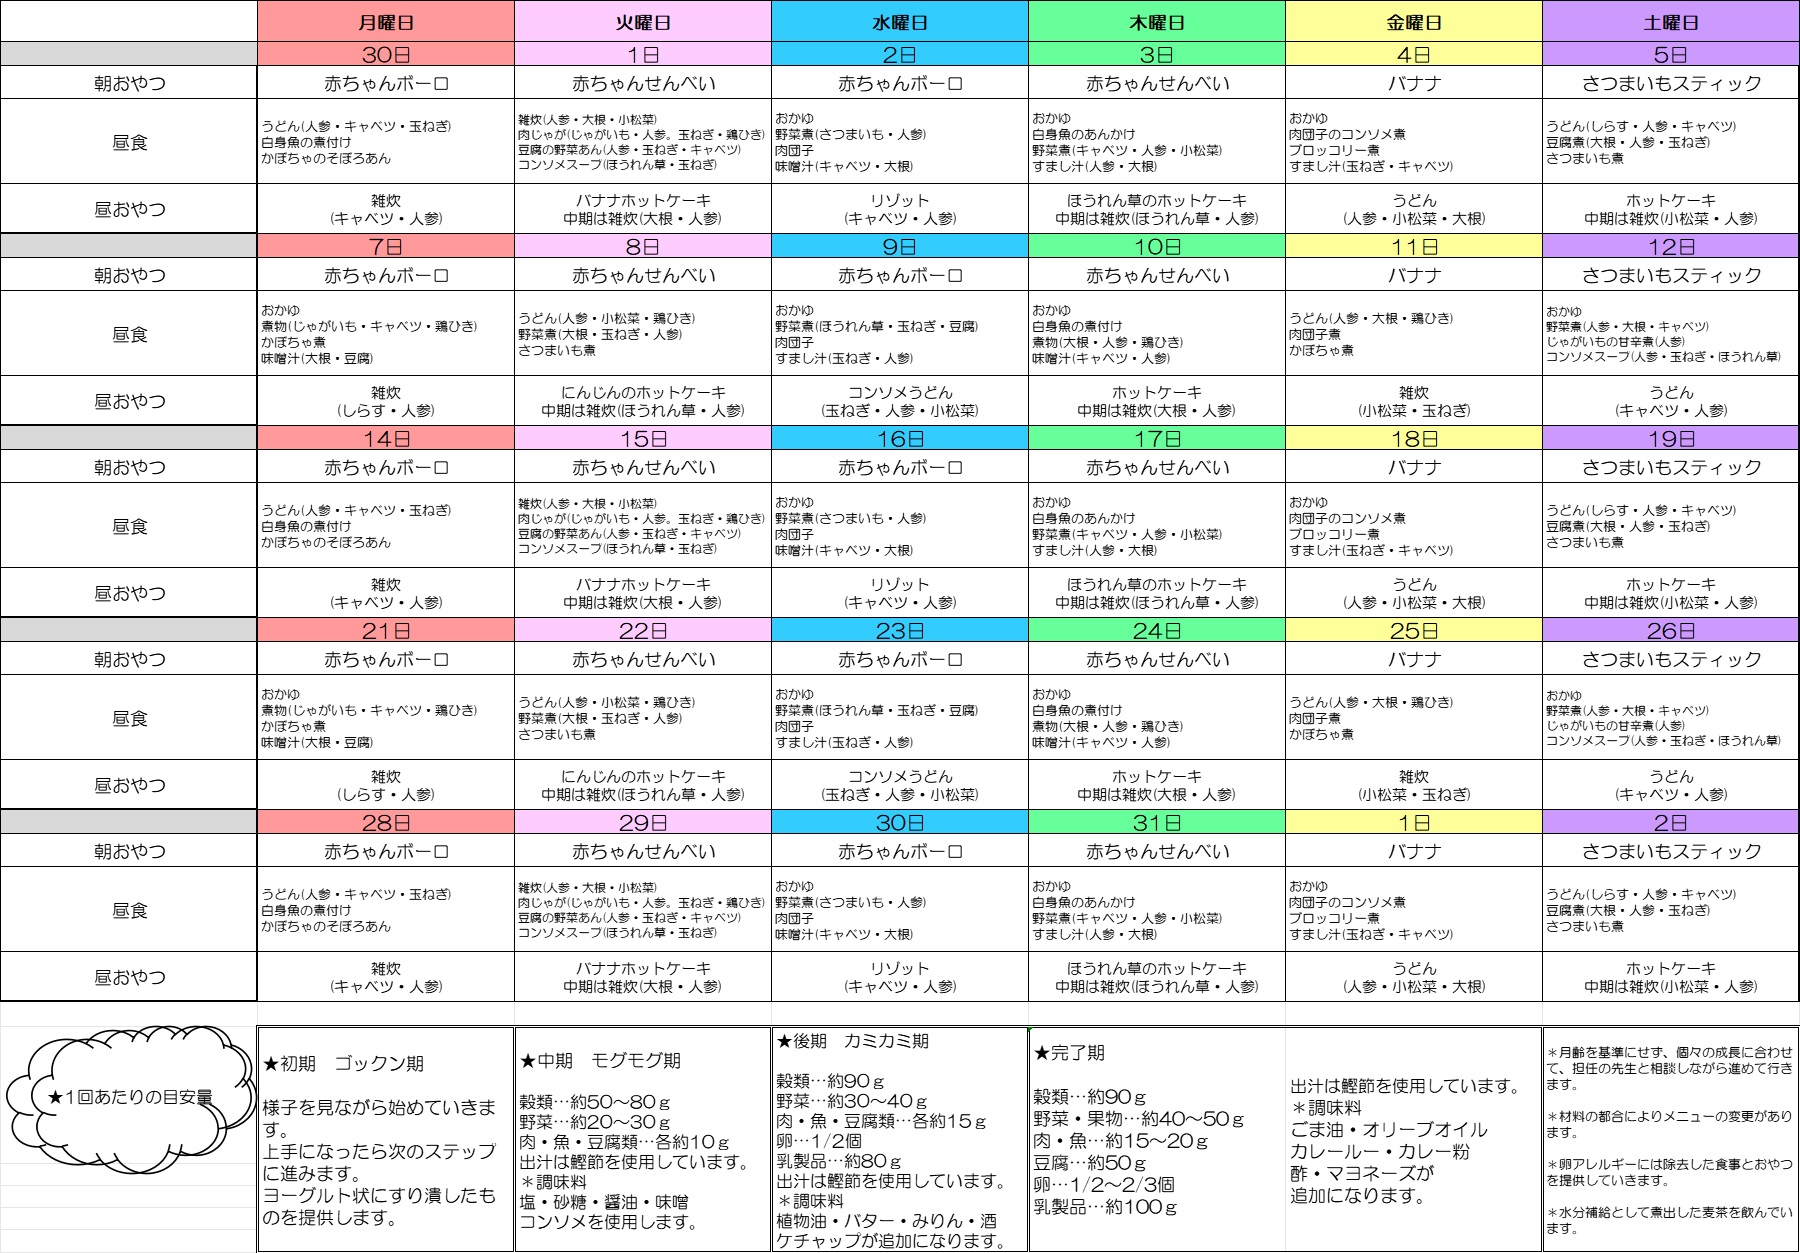 月曜日 火曜日 水曜日 木曜日 金曜日 土曜日
30日 1日 2日 3日 4日 5日
朝おやつ 赤ちゃんボーロ 赤ちゃんせんべい 赤ちゃんボーロ 赤ちゃんせんべい バナナ さつまいもスティック
昼食
うどん(人参・キャベツ・玉ねぎ)
白身魚の煮付け
かぼちゃのそぼろあん
雑炊(人参・大根・小松菜)
肉じゃが(じゃがいも・人参。玉ねぎ・鶏ひき)
豆腐の野菜あん(人参・玉ねぎ・キャベツ)
コンソメスープ(ほうれん草・玉ねぎ)
おかゆ
野菜煮(さつまいも・人参)
肉団子
味噌汁(キャベツ・大根)
おかゆ
白身魚のあんかけ
野菜煮(キャベツ・人参・小松菜)
すまし汁(人参・大根)
おかゆ
肉団子のコンソメ煮
ブロッコリー煮
すまし汁(玉ねぎ・キャベツ)
うどん(しらす・人参・キャベツ)
豆腐煮(大根・人参・玉ねぎ)
さつまいも煮
昼おやつ
雑炊
(キャベツ・人参)
バナナホットケーキ
中期は雑炊(大根・人参)
リゾット
(キャベツ・人参)
ほうれん草のホットケーキ
中期は雑炊(ほうれん草・人参)
うどん
(人参・小松菜・大根)
ホットケーキ
中期は雑炊(小松菜・人参)
7日 8日 9日 10日 11日 12日
朝おやつ 赤ちゃんボーロ 赤ちゃんせんべい 赤ちゃんボーロ 赤ちゃんせんべい バナナ さつまいもスティック
昼食
おかゆ
煮物(じゃがいも・キャベツ・鶏ひき)
かぼちゃ煮
味噌汁(大根・豆腐)
うどん(人参・小松菜・鶏ひき)
野菜煮(大根・玉ねぎ・人参)
さつまいも煮
おかゆ
野菜煮(ほうれん草・玉ねぎ・豆腐)
肉団子
すまし汁(玉ねぎ・人参)
おかゆ
白身魚の煮付け
煮物(大根・人参・鶏ひき)
味噌汁(キャベツ・人参)
うどん(人参・大根・鶏ひき)
肉団子煮
かぼちゃ煮
おかゆ
野菜煮(人参・大根・キャベツ)
じゃがいもの甘辛煮(人参)
コンソメスープ(人参・玉ねぎ・ほうれん草)
昼おやつ
雑炊
(しらす・人参)
にんじんのホットケーキ
中期は雑炊(ほうれん草・人参)
コンソメうどん
(玉ねぎ・人参・小松菜)
ホットケーキ
中期は雑炊(大根・人参)
雑炊
(小松菜・玉ねぎ)
うどん
(キャベツ・人参)
14日 15日 16日 17日 18日 19日
朝おやつ 赤ちゃんボーロ 赤ちゃんせんべい 赤ちゃんボーロ 赤ちゃんせんべい バナナ さつまいもスティック
昼食
うどん(人参・キャベツ・玉ねぎ)
白身魚の煮付け
かぼちゃのそぼろあん
雑炊(人参・大根・小松菜)
肉じゃが(じゃがいも・人参。玉ねぎ・鶏ひき)
豆腐の野菜あん(人参・玉ねぎ・キャベツ)
コンソメスープ(ほうれん草・玉ねぎ)
おかゆ
野菜煮(さつまいも・人参)
肉団子
味噌汁(キャベツ・大根)
おかゆ
白身魚のあんかけ
野菜煮(キャベツ・人参・小松菜)
すまし汁(人参・大根)
おかゆ
肉団子のコンソメ煮
ブロッコリー煮
すまし汁(玉ねぎ・キャベツ)
うどん(しらす・人参・キャベツ)
豆腐煮(大根・人参・玉ねぎ)
さつまいも煮
昼おやつ
雑炊
(キャベツ・人参)
バナナホットケーキ
中期は雑炊(大根・人参)
リゾット
(キャベツ・人参)
ほうれん草のホットケーキ
中期は雑炊(ほうれん草・人参)
うどん
(人参・小松菜・大根)
ホットケーキ
中期は雑炊(小松菜・人参)
21日 22日 23日 24日 25日 26日
朝おやつ 赤ちゃんボーロ 赤ちゃんせんべい 赤ちゃんボーロ 赤ちゃんせんべい バナナ さつまいもスティック
昼食
おかゆ
煮物(じゃがいも・キャベツ・鶏ひき)
かぼちゃ煮
味噌汁(大根・豆腐)
うどん(人参・小松菜・鶏ひき)
野菜煮(大根・玉ねぎ・人参)
さつまいも煮
おかゆ
野菜煮(ほうれん草・玉ねぎ・豆腐)
肉団子
すまし汁(玉ねぎ・人参)
おかゆ
白身魚の煮付け
煮物(大根・人参・鶏ひき)
味噌汁(キャベツ・人参)
うどん(人参・大根・鶏ひき)
肉団子煮
かぼちゃ煮
おかゆ
野菜煮(人参・大根・キャベツ)
じゃがいもの甘辛煮(人参)
コンソメスープ(人参・玉ねぎ・ほうれん草)
昼おやつ
雑炊
(しらす・人参)
にんじんのホットケーキ
中期は雑炊(ほうれん草・人参)
コンソメうどん
(玉ねぎ・人参・小松菜)
ホットケーキ
中期は雑炊(大根・人参)
雑炊
(小松菜・玉ねぎ)
うどん
(キャベツ・人参)
28日 29日 30日 31日 1日 2日
朝おやつ 赤ちゃんボーロ 赤ちゃんせんべい 赤ちゃんボーロ 赤ちゃんせんべい バナナ さつまいもスティック
昼食
うどん(人参・キャベツ・玉ねぎ)
白身魚の煮付け
かぼちゃのそぼろあん
雑炊(人参・大根・小松菜)
肉じゃが(じゃがいも・人参。玉ねぎ・鶏ひき)
豆腐の野菜あん(人参・玉ねぎ・キャベツ)
コンソメスープ(ほうれん草・玉ねぎ)
おかゆ
野菜煮(さつまいも・人参)
肉団子
味噌汁(キャベツ・大根)
おかゆ
白身魚のあんかけ
野菜煮(キャベツ・人参・小松菜)
すまし汁(人参・大根)
おかゆ
肉団子のコンソメ煮
ブロッコリー煮
すまし汁(玉ねぎ・キャベツ)
うどん(しらす・人参・キャベツ)
豆腐煮(大根・人参・玉ねぎ)
さつまいも煮
昼おやつ
雑炊
(キャベツ・人参)
バナナホットケーキ
中期は雑炊(大根・人参)
リゾット
(キャベツ・人参)
ほうれん草のホットケーキ
中期は雑炊(ほうれん草・人参)
うどん
(人参・小松菜・大根)
ホットケーキ
中期は雑炊(小松菜・人参)
★1回あたりの目安量
★初期 ゴックン期
様子を見ながら始めていきま
す。
上手になったら次のステップ
に進みます。
ヨーグルト状にすり潰したも
のを提供します。
★中期 モグモグ期
穀類…約50～80ｇ
野菜…約20～30ｇ
肉・魚・豆腐類…各約10ｇ
出汁は鰹節を使用しています。
＊調味料
塩・砂糖・醤油・味噌
コンソメを使用します。
★後期 カミカミ期
穀類…約90ｇ
野菜…約30～40ｇ
肉・魚・豆腐類…各約15ｇ
卵…1/2個
乳製品…約80ｇ
出汁は鰹節を使用しています。
＊調味料
植物油・バター・みりん・酒
ケチャップが追加になります。
★完了期
穀類…約90ｇ
野菜・果物…約40～50ｇ
肉・魚…約15～20ｇ
豆腐…約50ｇ
卵…1/2～2/3個
乳製品…約100ｇ
出汁は鰹節を使用しています。
＊調味料
ごま油・オリーブオイル
カレールー・カレー粉
酢・マヨネーズが
追加になります。
＊月齢を基準にせず、個々の成長に合わせ
て、担任の先生と相談しながら進めて行き
ます。
＊材料の都合によりメニューの変更があり
ます。
＊卵アレルギーには除去した食事とおやつ
を提供していきます。
＊水分補給として煮出した麦茶を飲んでい
ます。